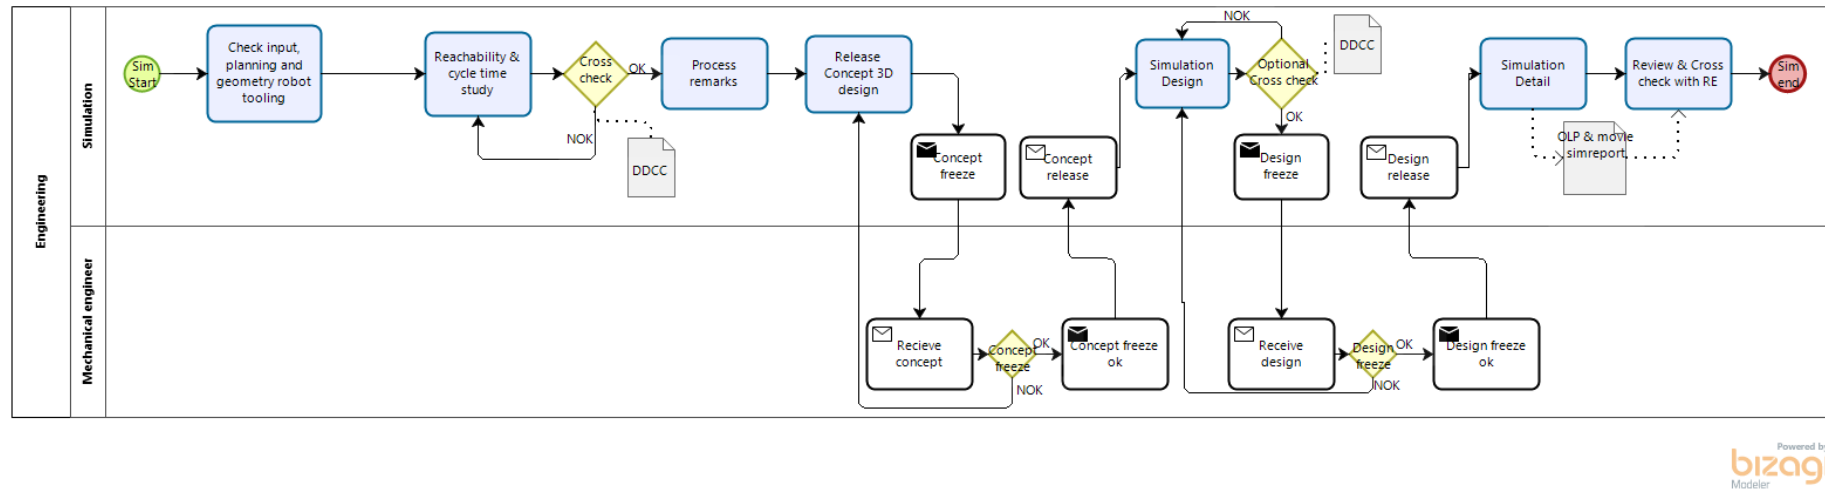 Engineering
Simulation
Mechanical engineer
Sim
Start
Check input,
planning and
geometry robot
tooling
Reachability &
cycle time
study
Cross
check
OK
NOK
DDCC
Process
remarks
Release
Concept 3D
design
Concept
freeze
Concept
release
Simulation
Design
NOK
Optional
Cross check
DDCC
OK
Design
freeze
Design
release
Simulation
Detail
OLP & movie
simreport
Review & Cross
check with RE
Sim
end
Recieve
concept
Concept
freeze
OK
NOK
Concept freeze
ok
Receive
design
Design
freeze
OK
NOK
Design freeze
ok
Powered by
bizagi
Modeler